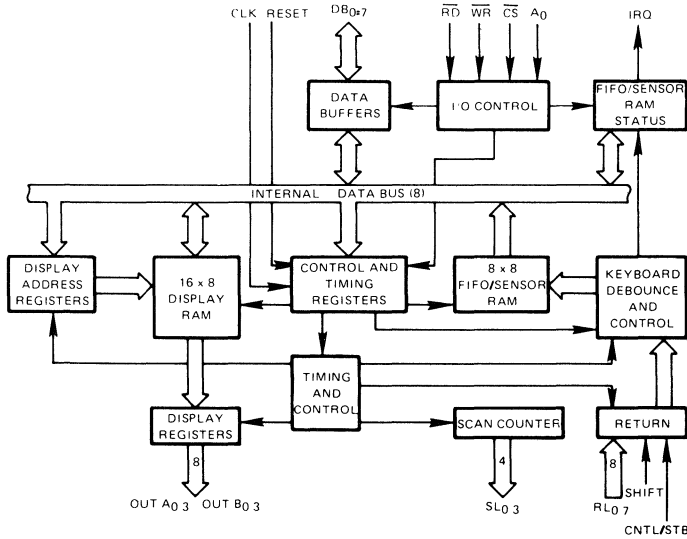 CLK RESET DB0-7 RD WR CS A0 IRQ
DATA
BUFFERS
I/O CONTROL
FIFO/SENSOR
RAM
STATUS
INTERNAL DATA BUS (8)
DISPLAY
ADDRESS
REGISTERS
16 x 8
DISPLAY
RAM
CONTROL AND
TIMING
REGISTERS
8 x 8
FIFO/SENSOR
RAM
KEYBOARD
DEBOUNCE
AND
CONTROL
TIMING
AND
CONTROL
DISPLAY
REGISTERS
SCAN COUNTER
RETURN
8
4
8
OUT A0 3 OUT B0 3
SL0 3
RL0 7
SHIFT
CNTL/STB